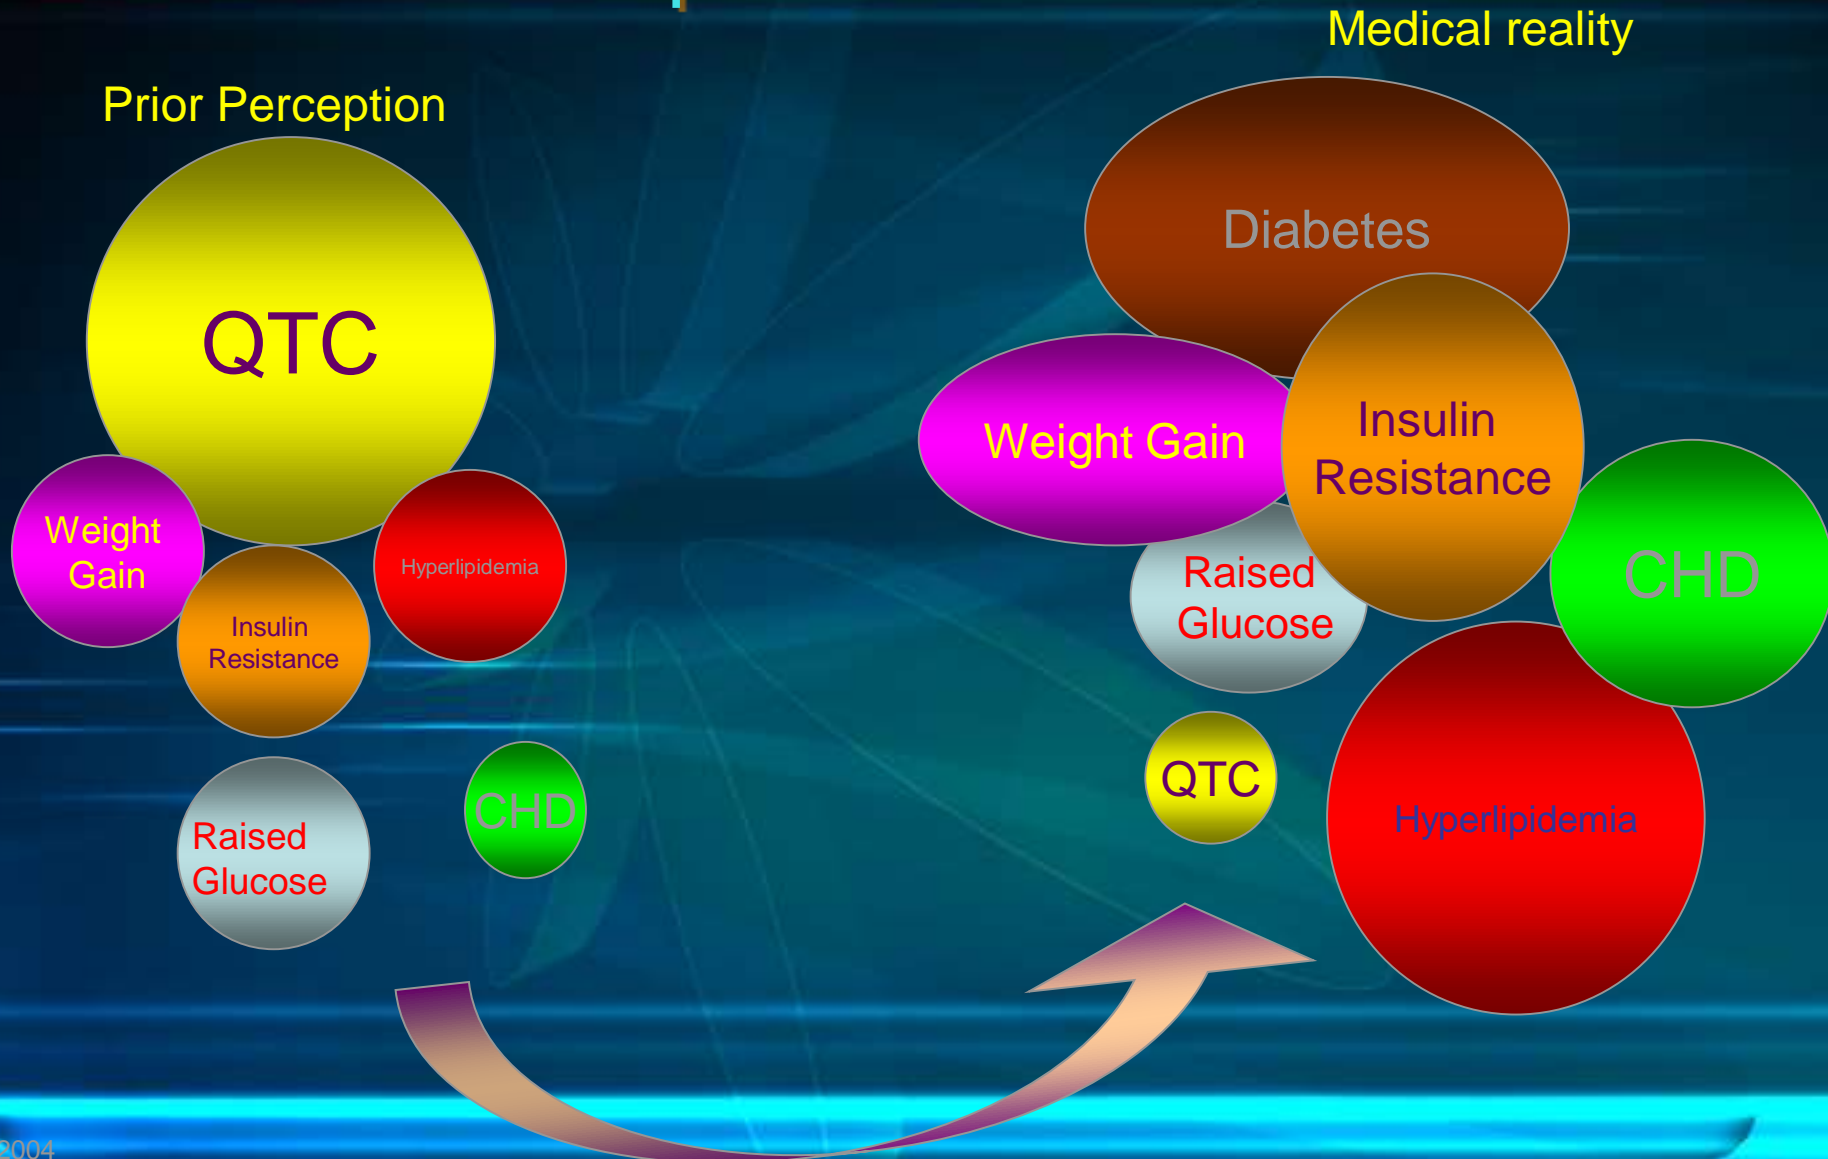 Prior Perception
QTC
Weight
Gain
Hyperlipidemia
Insulin
Resistance
Raised
Glucose
CHD
Medical reality
Diabetes
Weight Gain
Insulin
Resistance
CHD
Raised
Glucose
QTC
Hyperlipidemia
2004